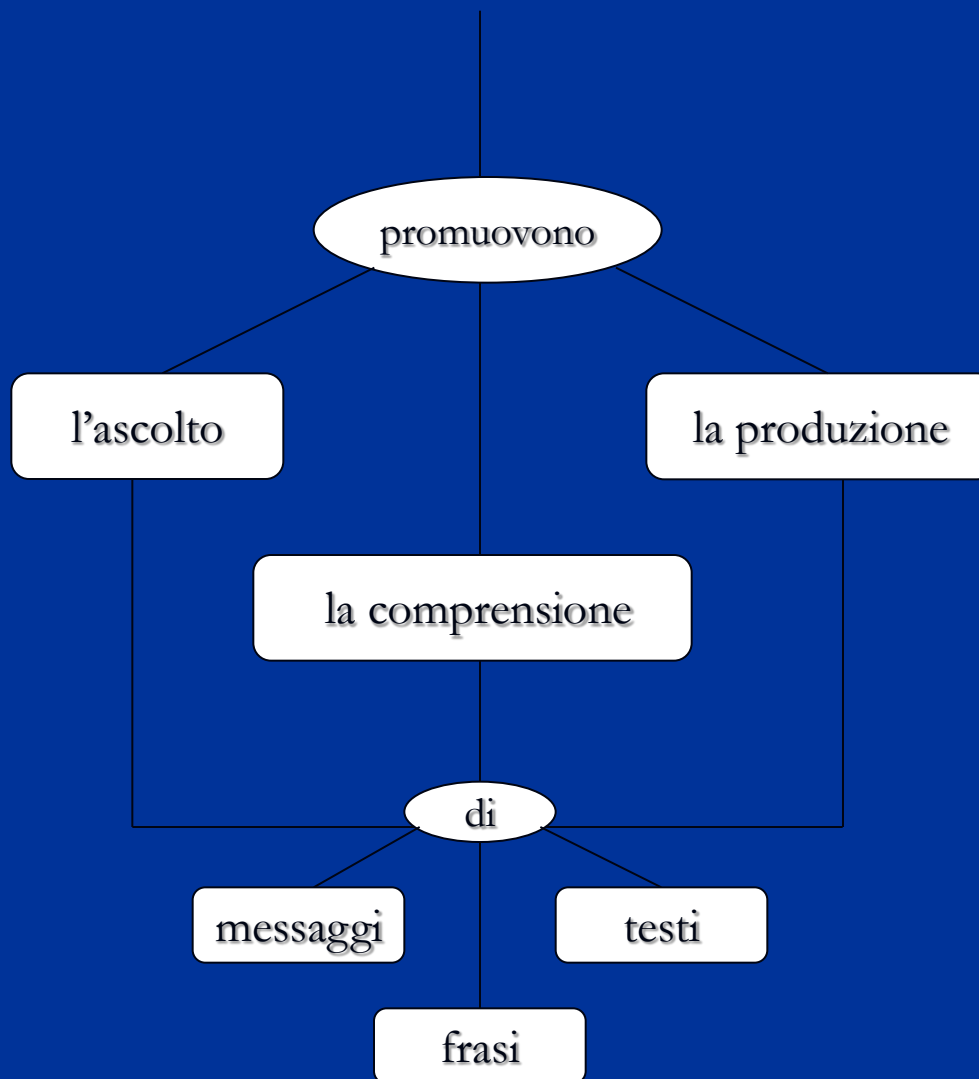 promuovono
l’ascolto
la produzione
la comprensione
di
messaggi
testi
frasi